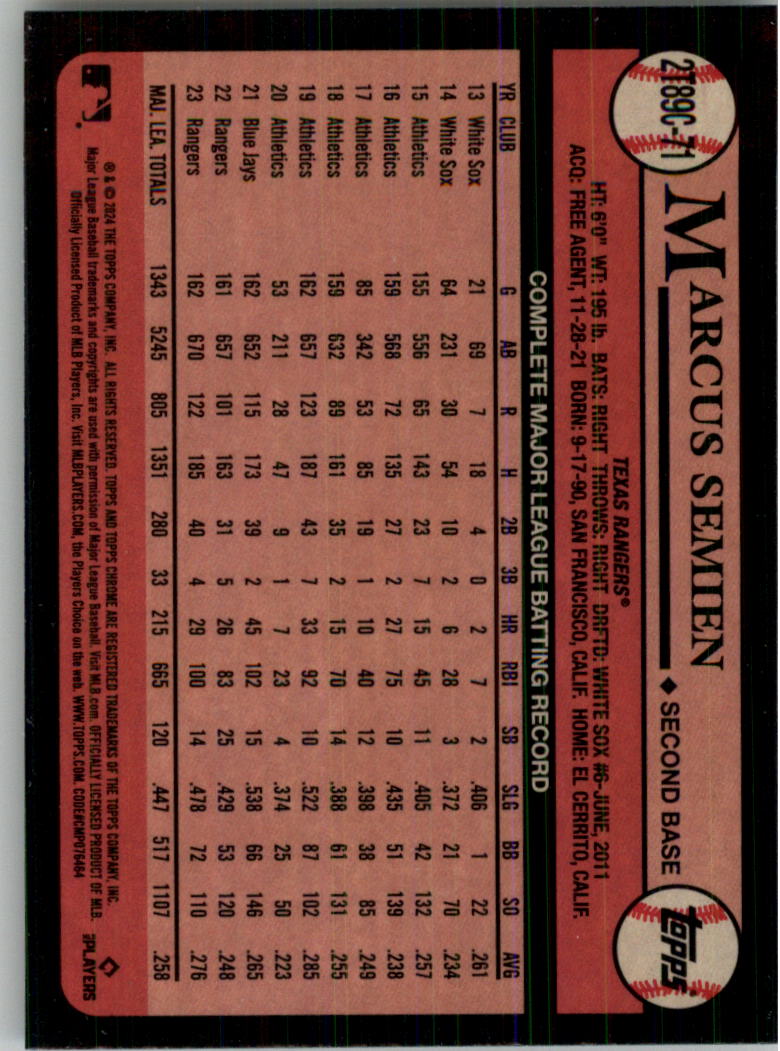 2T89C-71
MARCUS SEMIEN
◆ SECOND BASE
topps
TEXAS RANGERS®
HT: 6'0" WT: 195 lb. BATS: RIGHT THROWS: RIGHT DRFTD: WHITE SOX #6-JUNE, 2011
ACQ: FREE AGENT, 11-28-21 BORN: 9-17-90, SAN FRANCISCO, CALIF. HOME: EL CERRITO, CALIF.
COMPLETE MAJOR LEAGUE BATTING RECORD
YR CLUB G AB R H 2B 3B HR RBI SB SLG BB SO AVG
13 White Sox 21 69 7 18 4 0 2 7 2 .406 1 22 .261
14 White Sox 64 231 30 54 10 2 6 28 3 .372 21 70 .234
15 Athletics 155 556 65 143 23 7 15 45 11 .405 42 132 .257
16 Athletics 159 568 72 135 27 2 27 75 10 .435 51 139 .238
17 Athletics 85 342 53 85 19 1 10 40 12 .398 38 85 .249
18 Athletics 159 632 89 161 35 2 15 70 14 .388 61 131 .255
19 Athletics 162 657 123 187 43 7 33 92 10 .522 87 102 .285
20 Athletics 53 211 28 47 9 1 7 23 4 .374 25 50 .223
21 Blue Jays 162 652 115 173 39 2 45 102 15 .538 66 146 .265
22 Rangers 161 657 101 163 31 5 26 83 25 .429 53 120 .248
23 Rangers 162 670 122 185 40 4 29 100 14 .478 72 110 .276
MAJ. LEA. TOTALS 1343 5245 805 1351 280 33 215 665 120 .447 517 1107 .258
® & © 2024 THE TOPPS COMPANY, INC. ALL RIGHTS RESERVED. TOPPS AND TOPPS CHROME ARE REGISTERED TRADEMARKS OF THE TOPPS COMPANY, INC.
Major League Baseball trademarks and copyrights are used with permission of Major League Baseball. Visit MLB.com. OFFICIALLY LICENSED PRODUCT OF MLB
Officially Licensed Product of MLB Players, Inc. Visit MLBPLAYERS.COM, the Players Choice on the web. WWW.TOPPS.COM. CODE#CMP076464
PLAYERS